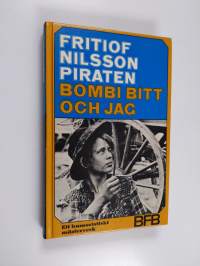 FRITIOF
NILSSON
PIRATEN
BOMBI BITT
OCH JAG
Ett humoristiskt
mästerverk
BFB